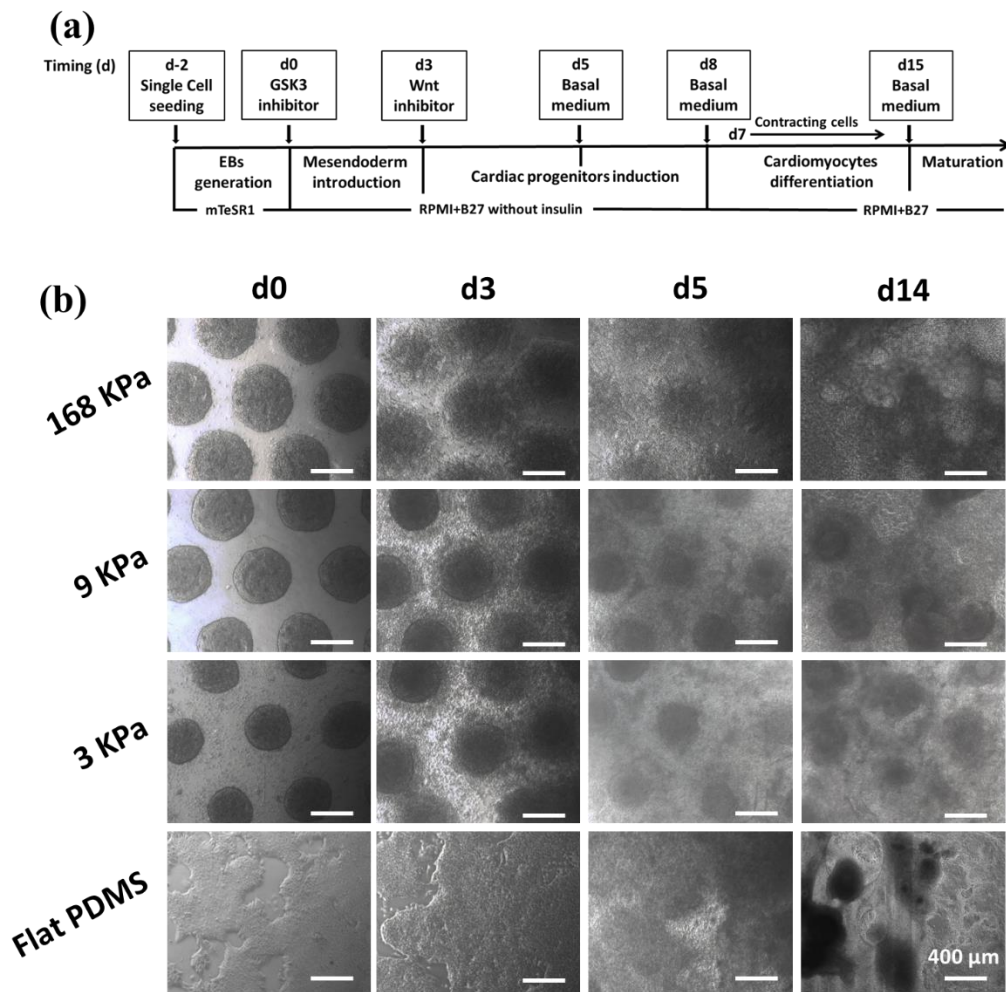 (a)
Timing (d)
d-2
Single Cell
seeding
d0
GSK3
inhibitor
d3
Wnt
inhibitor
d5
Basal
medium
d8
Basal
medium
d15
Basal
medium
d7
Contracting cells
EBs
generation
Mesendoderm
introduction
Cardiac progenitors induction
Cardiomyocytes
differentiation
Maturation
mTeSR1
RPMI+B27 without insulin
RPMI+B27
(b)
d0
d3
d5
d14
168 KPa
9 KPa
3 KPa
Flat PDMS
400 µm